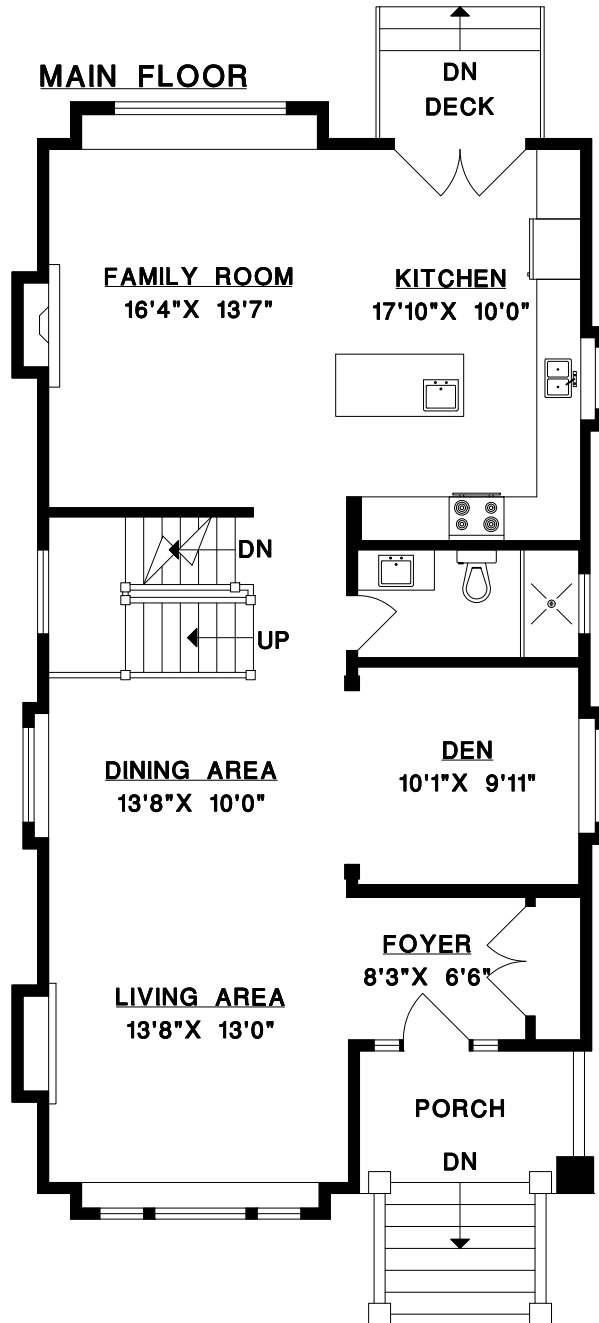 MAIN FLOOR
DN
DECK
FAMILY ROOM
16'4"X 13'7"
KITCHEN
17'10"X 10'0"
DN
UP
DINING AREA
13'8"X 10'0"
DEN
10'1"X 9'11"
FOYER
8'3"X 6'6"
LIVING AREA
13'8"X 13'0"
PORCH
DN